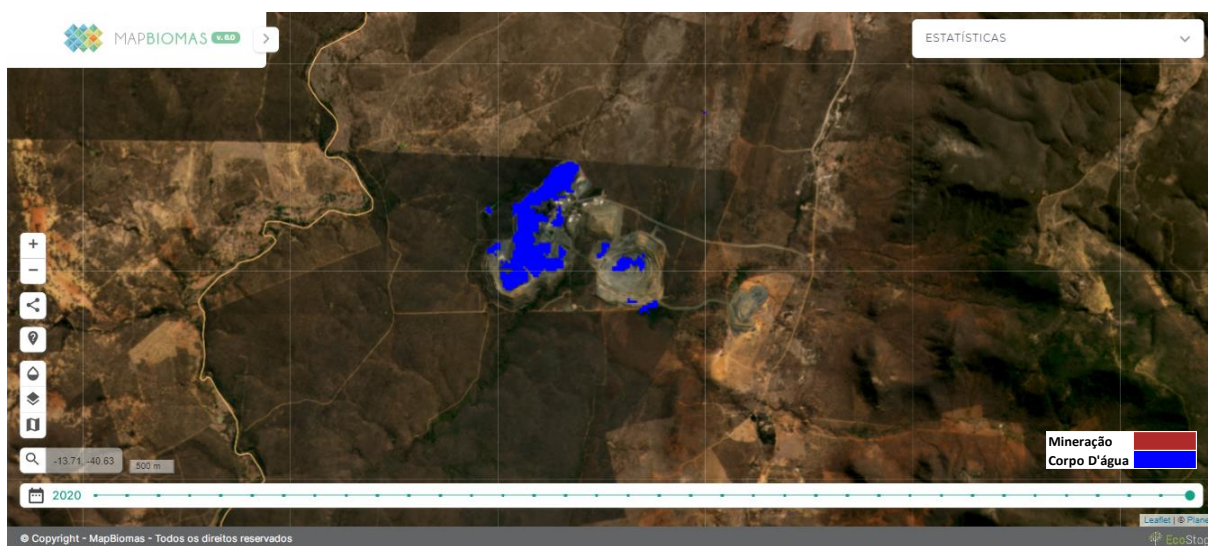 MAPBIOMAS v. 6.0
>
ESTATÍSTICAS
+
−
-13.71, -40.63
500 m
Mineração
Corpo D'água
2020
Leaflet | © Plane
© Copyright - MapBiomas - Todos os direitos reservados
EcoStag